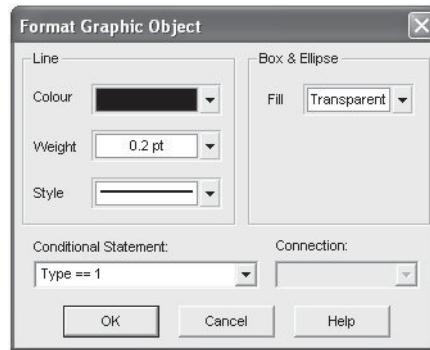 Format Graphic Object
Line
Box & Ellipse
Colour
Fill Transparent
Weight 0.2 pt
Style
Conditional Statement: Connection:
Type == 1
OK Cancel Help